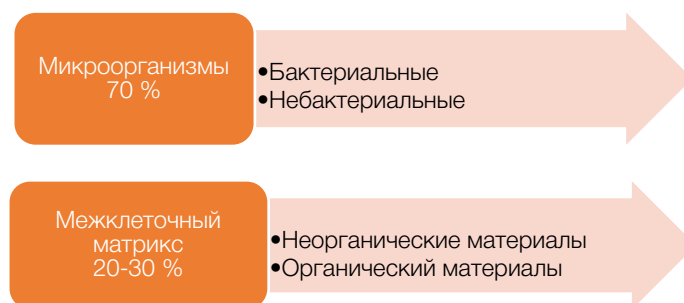 Микроорганизмы
70 %
•Бактериальные
•Небактериальные
Межклеточный
матрикс
20-30 %
•Неорганические материалы
•Органический материалы